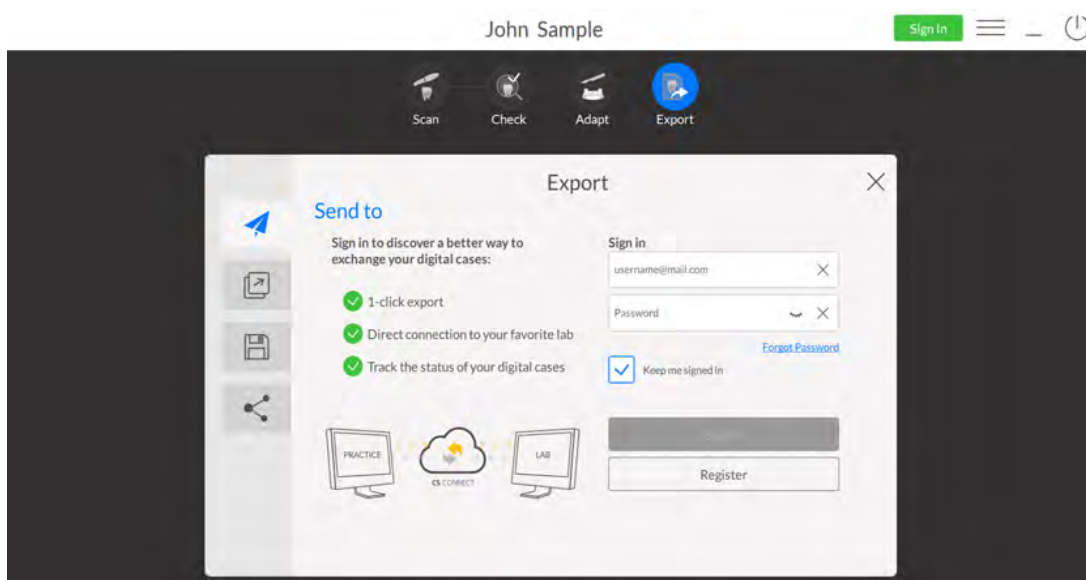 John Sample
Sign In
Scan
Check
Adapt
Export
Export
Send to
Sign in to discover a better way to
exchange your digital cases:
1-click export
Direct connection to your favorite lab
Track the status of your digital cases
PRACTICE
CS CONNECT
LAB
Sign in
username@mail.com
Password
Forgot Password
Keep me signed in
Register